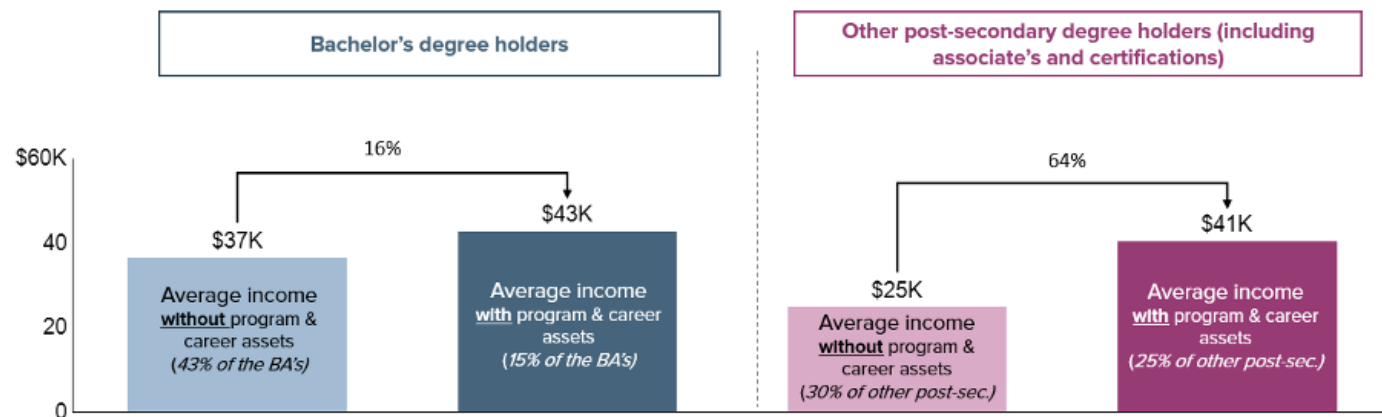 Bachelor's degree holders
Other post-secondary degree holders (including
associate's and certifications)
$60K
40
20
0
16%
$37K
$43K
Average income
without program &
career assets
(43% of the BA's)
Average income
with program & career
assets
(15% of the BA's)
64%
$25K
$41K
Average income
without program &
career assets
(30% of other post-sec.)
Average income
with program & career
assets
(25% of other post-sec.)